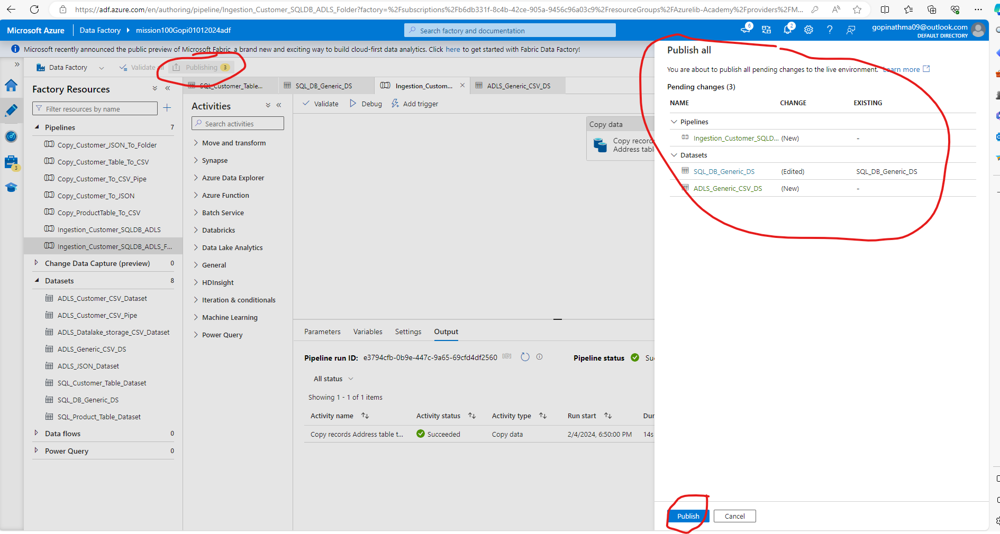 https://adf.azure.com/en/authoring/pipeline/Ingestion_Customer_SQLDB_ADLS_Folder?factory=%2Fsubscriptions%2Fb6db331f-8c4b-42ce-905a-9456c96a03c9%2FresourceGroups%2FAzurelib-Academy%2Fproviders%2FM...
Microsoft Azure
Data Factory
mission100Gopi01012024adf
Search factory and documentation
6
2
gopinathma09@outlook.com
DEFAULT DIRECTORY
Microsoft recently announced the public preview of Microsoft Fabric, a brand new and exciting way to build cloud-first data analytics. Click here to get started with Fabric Data Factory!
Data Factory
Validate all
Publishing 3
Factory Resources
Filter resources by name
Pipelines 7
Copy_Customer_JSON_To_Folder
Copy_Customer_Table_To_CSV
Copy_Customer_To_CSV_Pipe
Copy_Customer_To_JSON
Copy_ProductTable_To_CSV
Ingestion_Customer_SQLDB_ADLS
Ingestion_Customer_SQLDB_ADLS_F...
Change Data Capture (preview) 0
Datasets 8
ADLS_Customer_CSV_Dataset
ADLS_Customer_CSV_Pipe
ADLS_Datalake_storage_CSV_Dataset
ADLS_Generic_CSV_DS
ADLS_JSON_Dataset
SQL_Customer_Table_Dataset
SQL_DB_Generic_DS
SQL_Product_Table_Dataset
Data flows 0
Power Query 0
3
SQL_Customer_Table...
SQL_DB_Generic_DS
Ingestion_Custom...
ADLS_Generic_CSV_DS
Activities
Search activities
Move and transform
Synapse
Azure Data Explorer
Azure Function
Batch Service
Databricks
Data Lake Analytics
General
HDInsight
Iteration & conditionals
Machine Learning
Power Query
Validate
Debug
Add trigger
Copy data
Copy records
Address tabl
Parameters
Variables
Settings
Output
Pipeline run ID: e3794cfb-0b9e-447c-9a65-69cfd4df2560
Pipeline status Suc
All status
Showing 1 - 1 of 1 items
Activity name Activity status Activity type Run start Dur
Copy records Address table t... Succeeded Copy data 2/4/2024, 6:50:00 PM 14s
Publish all
You are about to publish all pending changes to the live environment. Learn more
Pending changes (3)
NAME CHANGE EXISTING
Pipelines
Ingestion_Customer_SQLD... (New) -
Datasets
SQL_DB_Generic_DS (Edited) SQL_DB_Generic_DS
ADLS_Generic_CSV_DS (New) -
Publish
Cancel